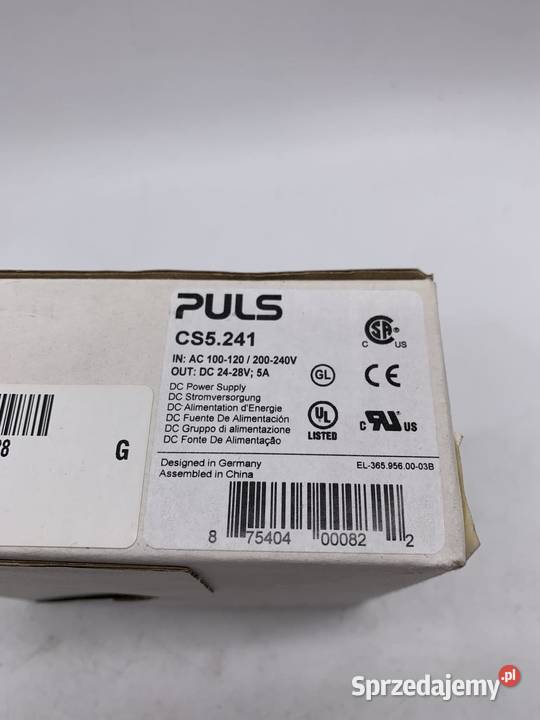 PULS
CS5.241
IN: AC 100-120 / 200-240V
OUT: DC 24-28V; 5A
DC Power Supply
DC Stromversorgung
DC Alimentation d'Energie
DC Fuente De Alimentación
DC Gruppo di alimentazione
DC Fonte De Alimentação
SA
C US
GL
CE
UL
LISTED
C UR US
Designed in Germany
Assembled in China
EL-365.956.00-03B
8 75404 00082 2
8 G
Sprzedajemy.pl